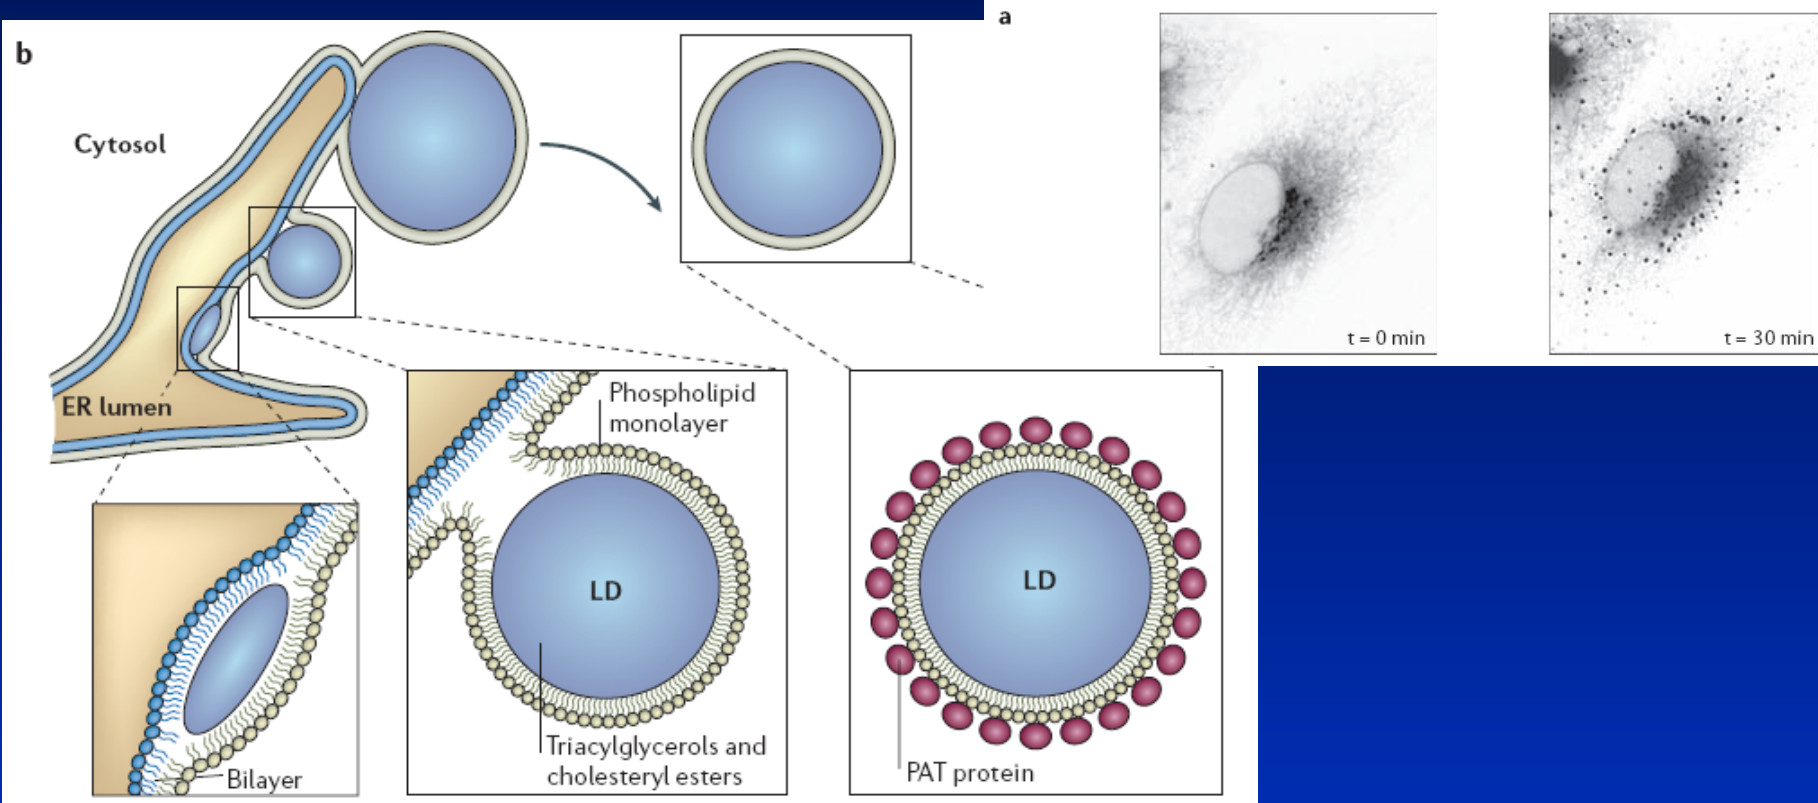 b
Cytosol
ER lumen
Bilayer
Phospholipid
monolayer
LD
Triacylglycerols and
cholesteryl esters
LD
PAT protein
a
t = 0 min
t = 30 min